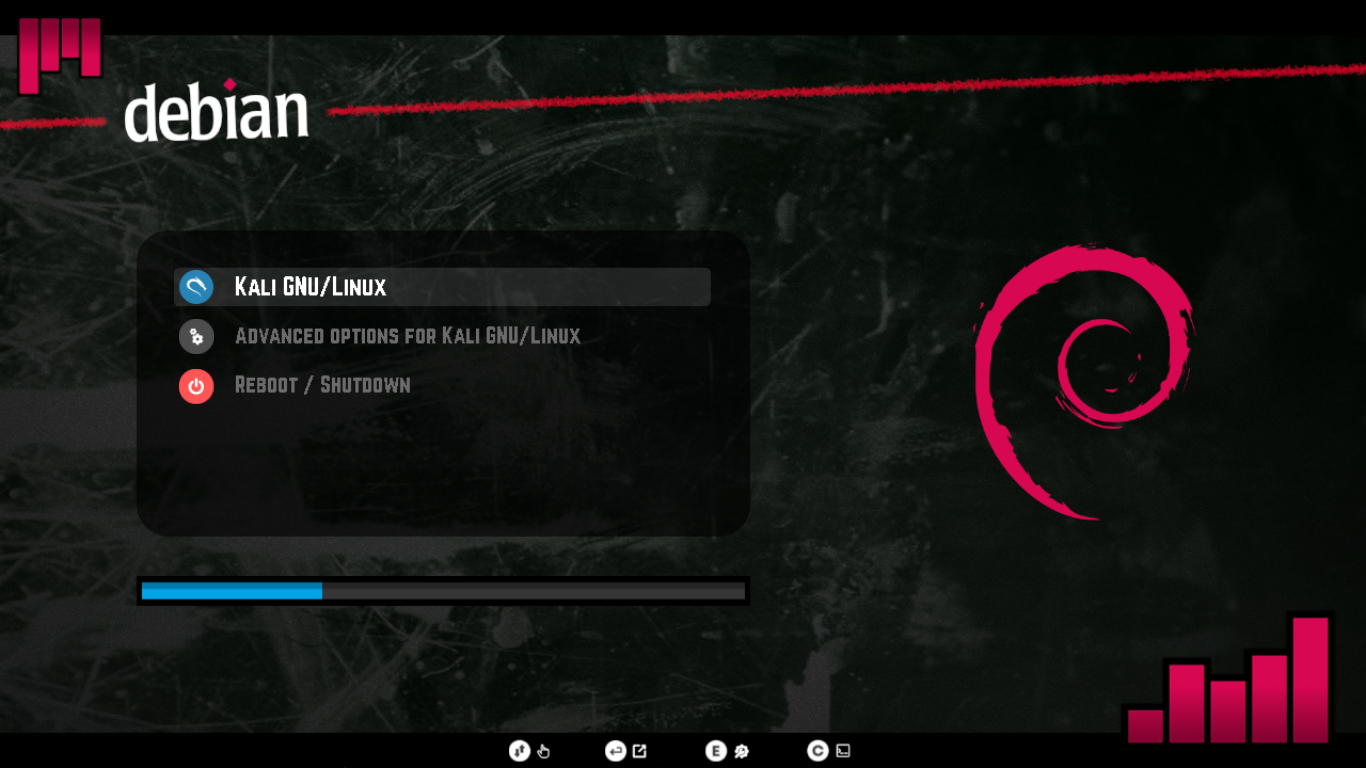 debian
Kali GNU/Linux
Advanced options for Kali GNU/Linux
Reboot / Shutdown
E C